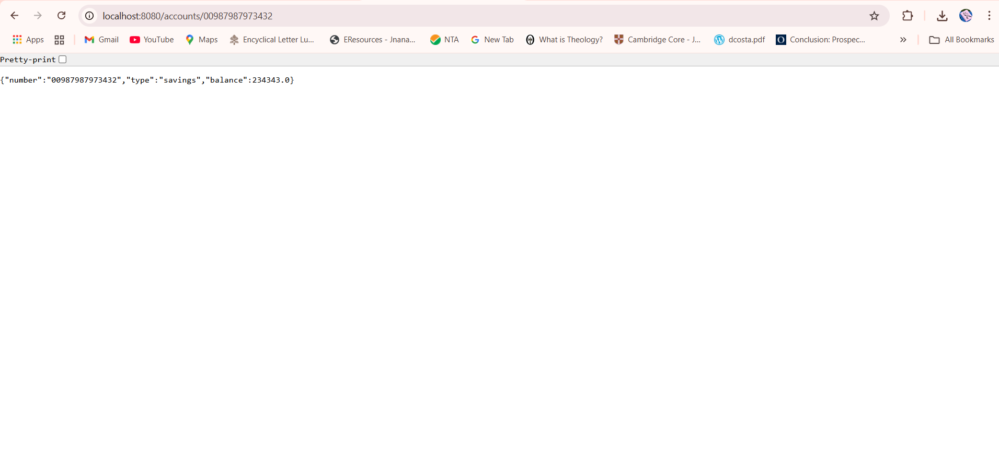 localhost:8080/accounts/00987987973432
Apps Gmail YouTube Maps Encyclical Letter Lu... EResources - Jnana... NTA New Tab What is Theology? Cambridge Core - J... dcosta.pdf Conclusion: Prospec... » All Bookmarks
Pretty-print
{"number":"00987987973432","type":"savings","balance":234343.0}